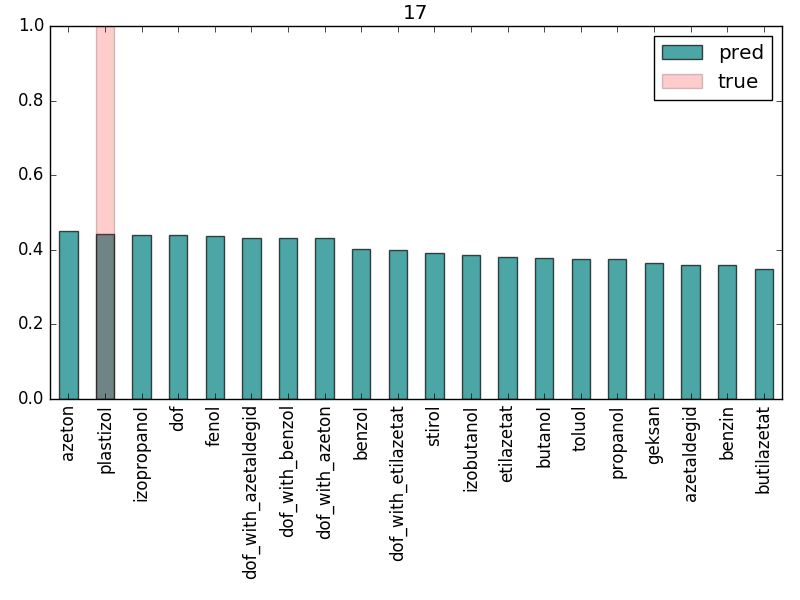 17
1.0
0.8
0.6
0.4
0.2
0.0
pred
true
azeton
plastizol
izopropanol
dof
fenol
dof_with_azetaldegid
dof_with_benzol
dof_with_azeton
benzol
dof_with_etilazetat
stirol
izobutanol
etilazetat
butanol
toluol
propanol
geksan
azetaldegid
benzin
butilazetat